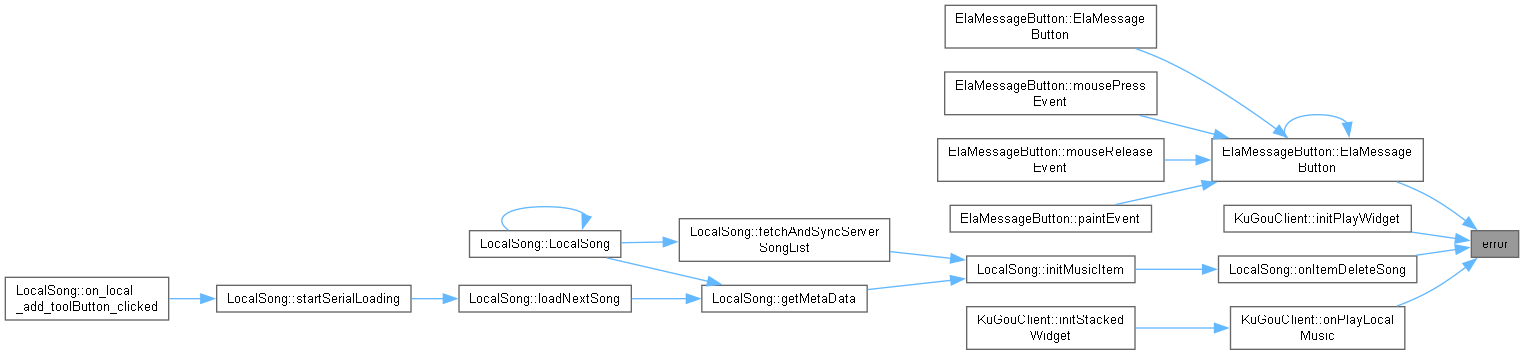 ElaMessageButton::ElaMessage
Button
ElaMessageButton::mousePress
Event
ElaMessageButton::mouseRelease
Event
ElaMessageButton::ElaMessage
Button
ElaMessageButton::paintEvent
KuGouClient::initPlayWidget
error
LocalSong::LocalSong
LocalSong::fetchAndSyncServer
SongList
LocalSong::initMusicItem
LocalSong::onItemDeleteSong
LocalSong::on_local
_add_toolButton_clicked
LocalSong::startSerialLoading
LocalSong::loadNextSong
LocalSong::getMetaData
KuGouClient::initStacked
Widget
KuGouClient::onPlayLocal
Music